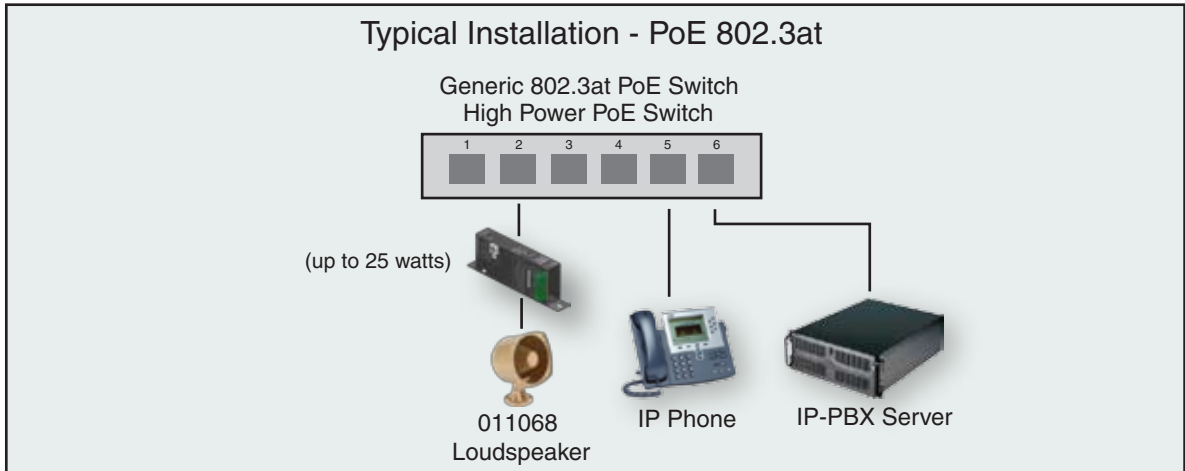 Typical Installation - PoE 802.3at
Generic 802.3at PoE Switch
High Power PoE Switch
1 2 3 4 5 6
(up to 25 watts)
011068
Loudspeaker
IP Phone
IP-PBX Server